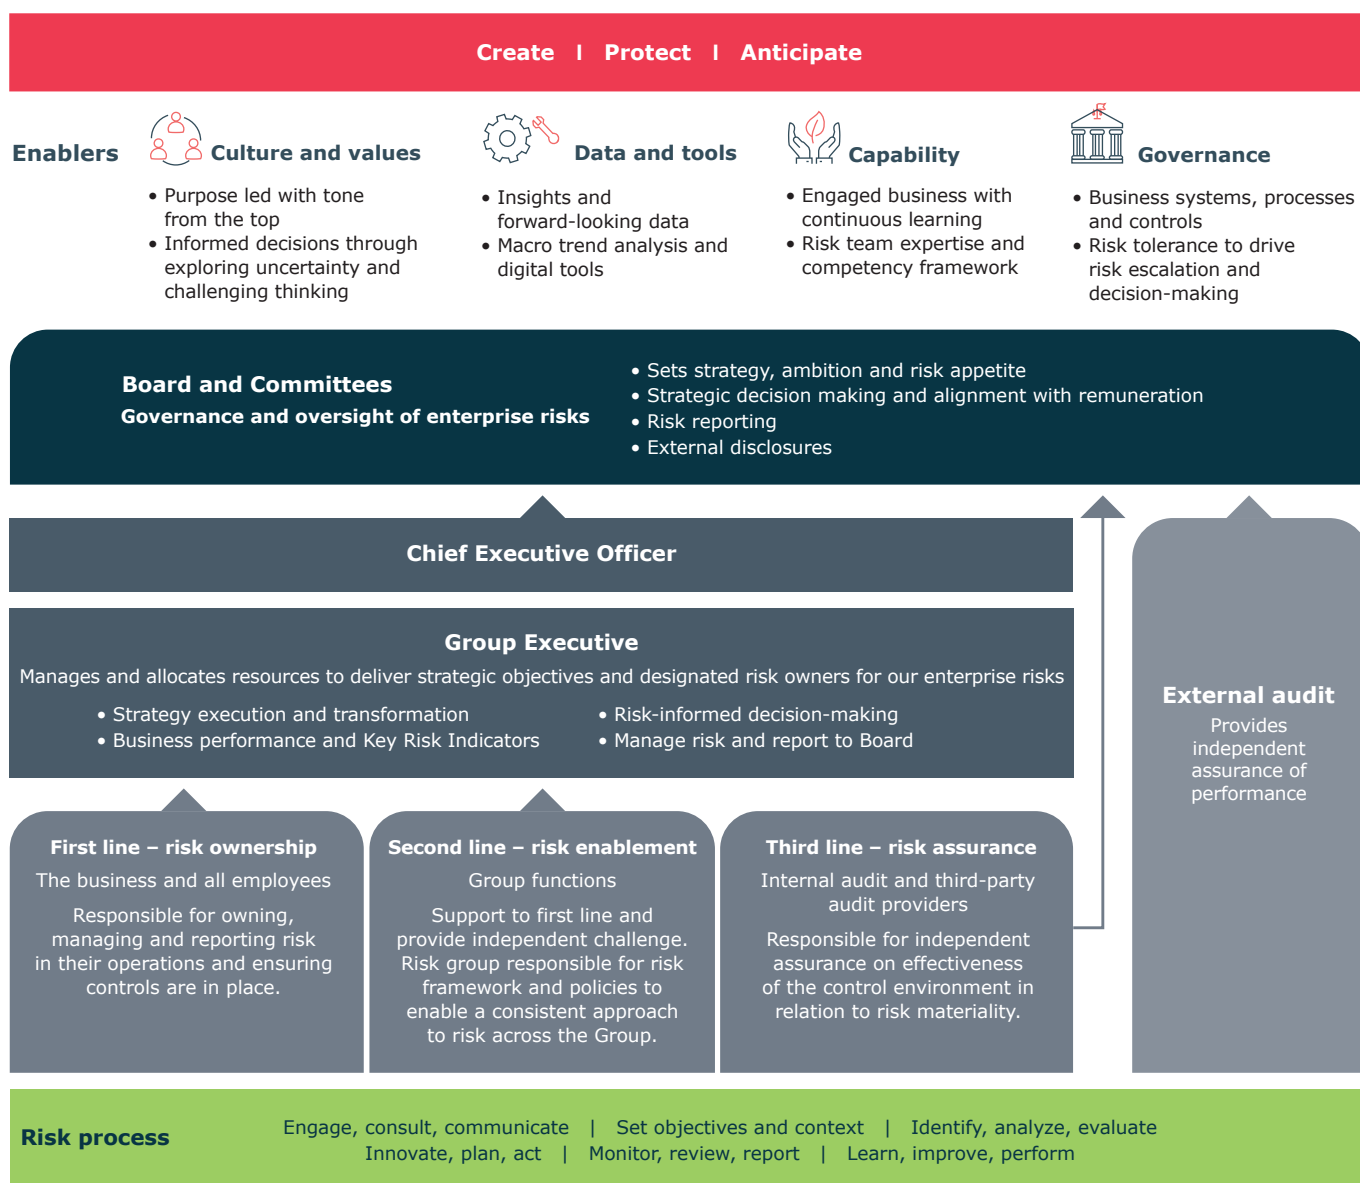 Create | Protect | Anticipate
Enablers
Culture and values
• Purpose led with tone
from the top
• Informed decisions through
exploring uncertainty and
challenging thinking
Data and tools
• Insights and
forward-looking data
• Macro trend analysis and
digital tools
Capability
• Engaged business with
continuous learning
• Risk team expertise and
competency framework
Governance
• Business systems, processes
and controls
• Risk tolerance to drive
risk escalation and
decision-making
Board and Committees
Governance and oversight of enterprise risks
• Sets strategy, ambition and risk appetite
• Strategic decision making and alignment with remuneration
• Risk reporting
• External disclosures
Chief Executive Officer
Group Executive
Manages and allocates resources to deliver strategic objectives and designated risk owners for our enterprise risks
• Strategy execution and transformation
• Business performance and Key Risk Indicators
• Risk-informed decision-making
• Manage risk and report to Board
External audit
Provides
independent
assurance of
performance
First line – risk ownership
The business and all employees
Responsible for owning,
managing and reporting risk
in their operations and ensuring
controls are in place.
Second line – risk enablement
Group functions
Support to first line and
provide independent challenge.
Risk group responsible for risk
framework and policies to
enable a consistent approach
to risk across the Group.
Third line – risk assurance
Internal audit and third-party
audit providers
Responsible for independent
assurance on effectiveness
of the control environment in
relation to risk materiality.
Risk process
Engage, consult, communicate | Set objectives and context | Identify, analyze, evaluate
Innovate, plan, act | Monitor, review, report | Learn, improve, perform